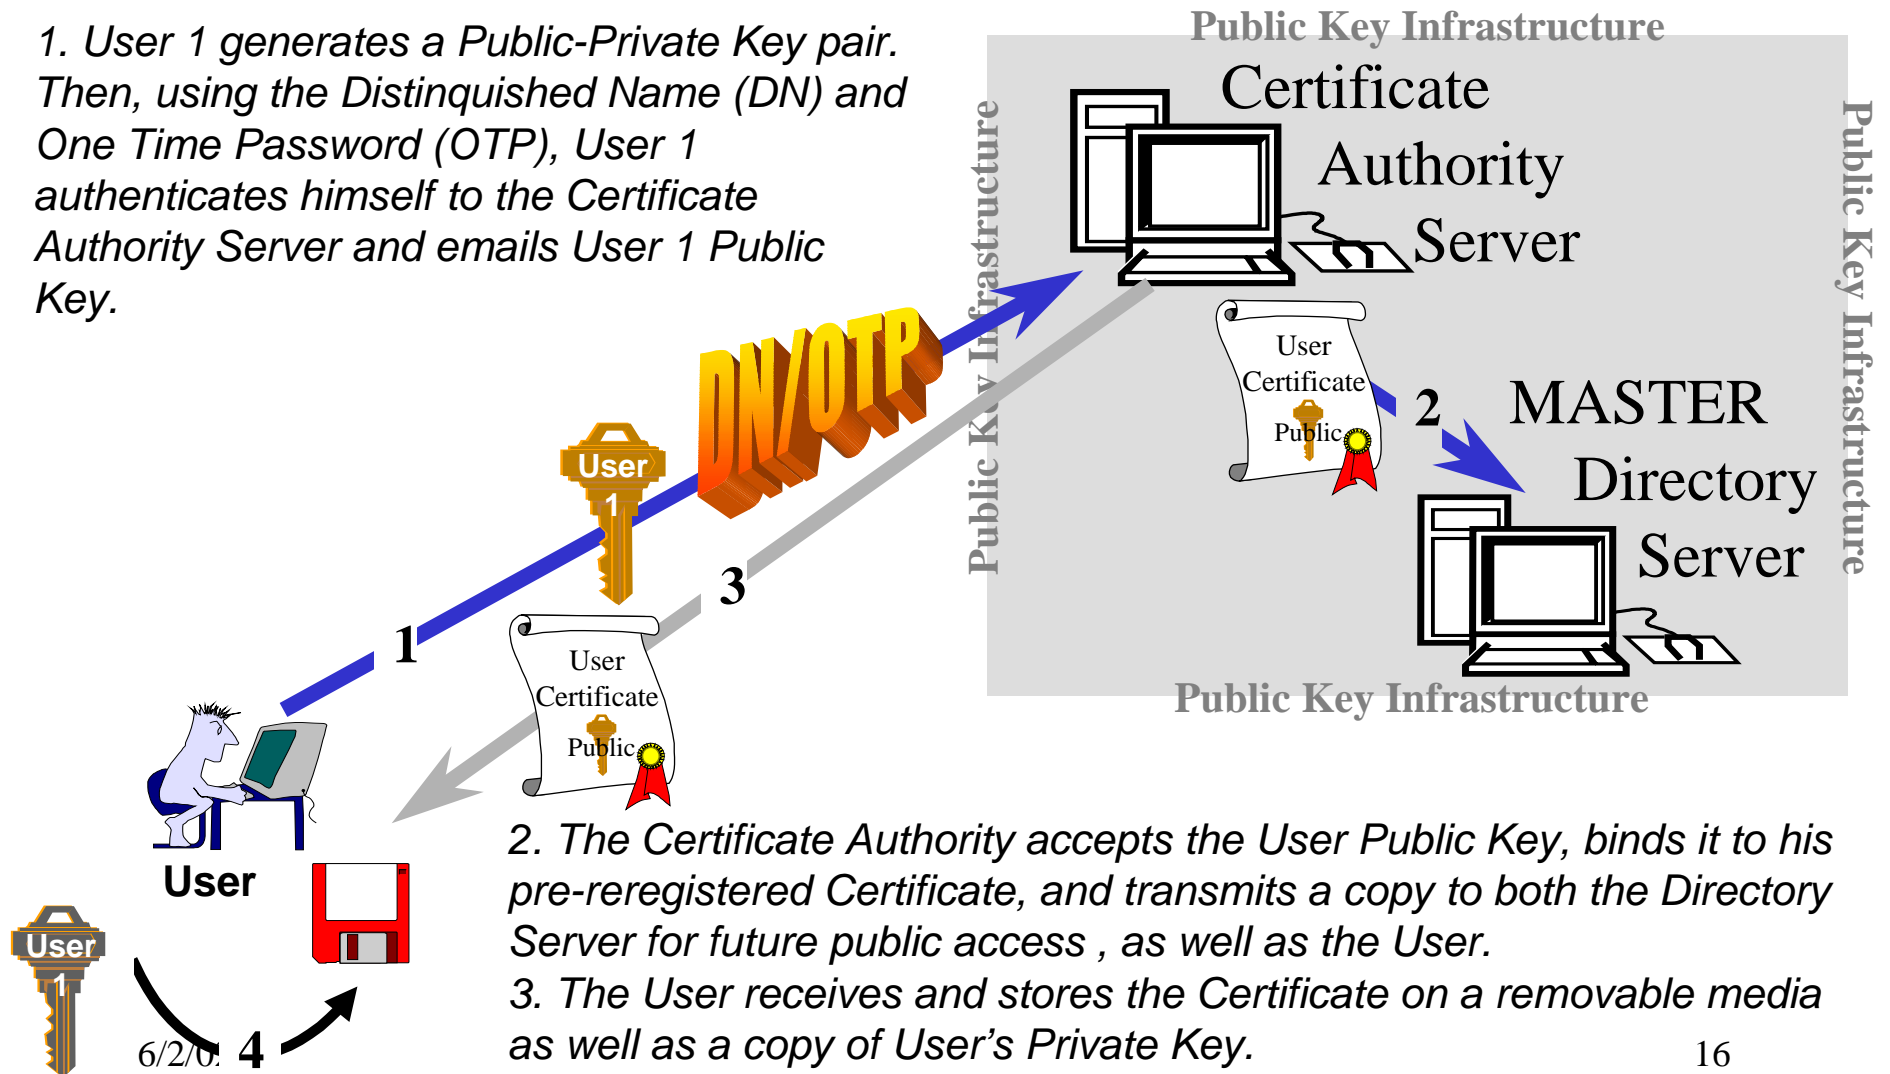 1. User 1 generates a Public-Private Key pair.
Then, using the Distinquished Name (DN) and
One Time Password (OTP), User 1
authenticates himself to the Certificate
Authority Server and emails User 1 Public
Key.
Public Key Infrastructure
Public Key Infrastructure
Public Key Infrastructure
Certificate
Authority
Server
DN/OTP
User
1
User
Certificate
Public
2
MASTER
Directory
Server
3
1
User
Certificate
Public
Public Key Infrastructure
User
User
1
4
2. The Certificate Authority accepts the User Public Key, binds it to his
pre-reregistered Certificate, and transmits a copy to both the Directory
Server for future public access , as well as the User.
3. The User receives and stores the Certificate on a removable media
as well as a copy of User's Private Key.
16